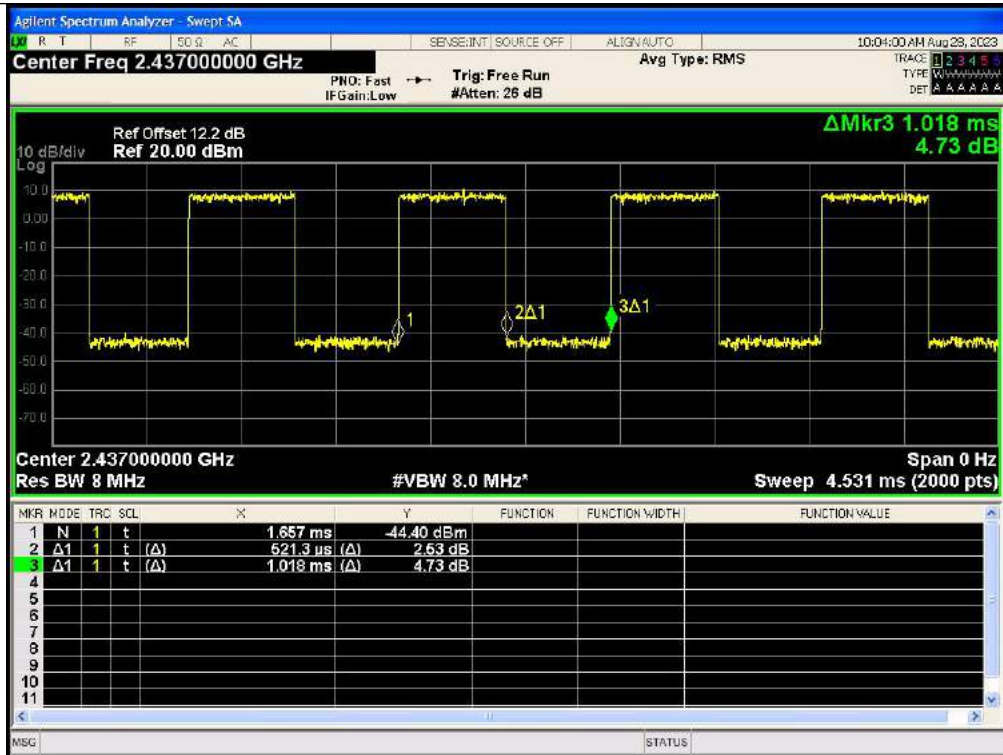 Agilent Spectrum Analyzer - Swept SA
LXI R T RF 50 Ω AC SENSE:INT SOURCE OFF ALIGN AUTO 10:04:00 AM Aug 28, 2023
Center Freq 2.437000000 GHz Avg Type: RMS TRACE 1 2 3 4 5 6
PNO: Fast Trig: Free Run TYPE WWWWWW
IFGain:Low #Atten: 26 dB DET A A A A A A
ΔMkr3 1.018 ms
Ref Offset 12.2 dB
10 dB/div Ref 20.00 dBm 4.73 dB
Log
10.0
0.00
-10.0
-20.0
-30.0
1 2Δ1 3Δ1
-40.0
-50.0
-60.0
-70.0
Center 2.437000000 GHz Span 0 Hz
Res BW 8 MHz #VBW 8.0 MHz* Sweep 4.531 ms (2000 pts)
MKR MODE TRC SCL X Y FUNCTION FUNCTION WIDTH FUNCTION VALUE
1 N 1 t 1.657 ms -44.40 dBm
2 Δ1 1 t (Δ) 521.3 µs (Δ) 2.53 dB
3 Δ1 1 t (Δ) 1.018 ms (Δ) 4.73 dB
4
5
6
7
8
9
10
11
MSG STATUS